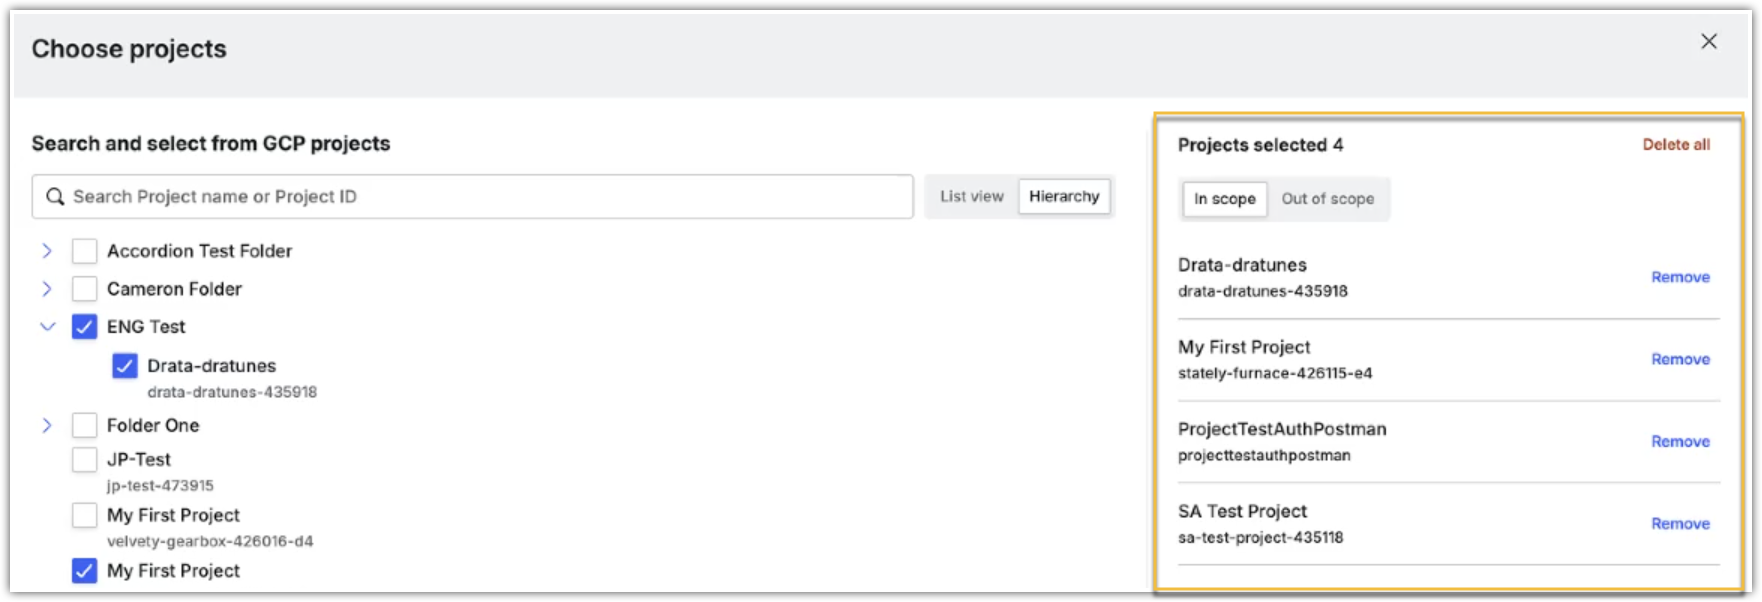 Choose projects
Search and select from GCP projects
Search Project name or Project ID
List view
Hierarchy
Accordion Test Folder
Cameron Folder
ENG Test
Drata-dratunes
drata-dratunes-435918
Folder One
JP-Test
jp-test-473915
My First Project
velvety-gearbox-426016-d4
My First Project
Projects selected 4
Delete all
In scope
Out of scope
Drata-dratunes
drata-dratunes-435918
Remove
My First Project
stately-furnace-426115-e4
Remove
ProjectTestAuthPostman
projecttestauthpostman
Remove
SA Test Project
sa-test-project-435118
Remove